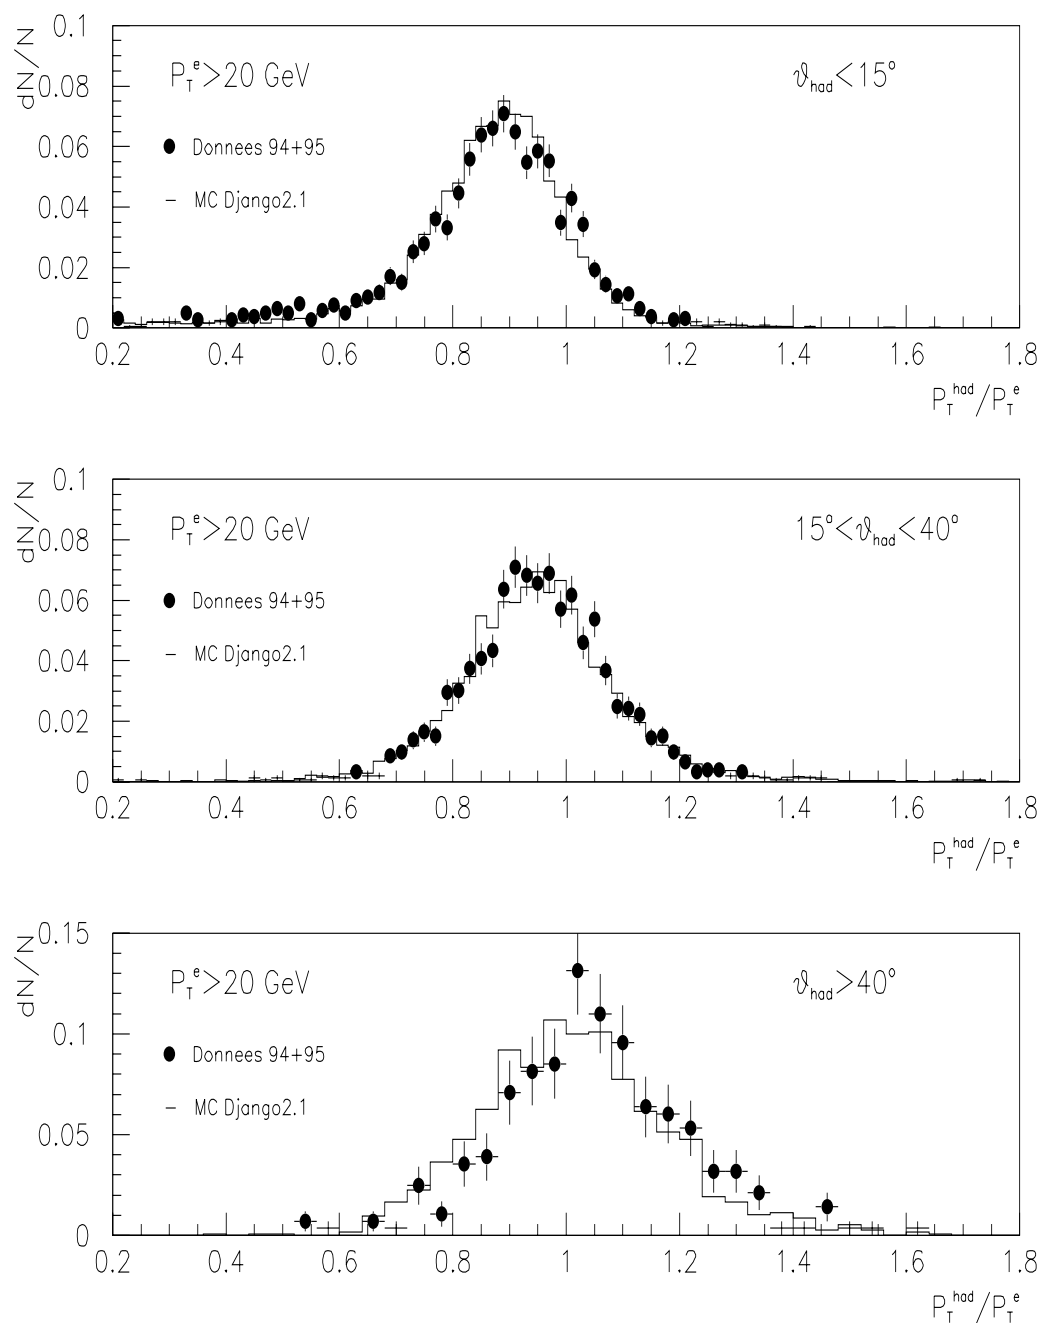 dN/N
0.1
0.08
0.06
0.04
0.02
0
P_T^e>20 GeV
ϑ_had<15°
Donnees 94+95
MC Django2.1
0.2 0.4 0.6 0.8 1 1.2 1.4 1.6 1.8
P_T^had/P_T^e
dN/N
0.1
0.08
0.06
0.04
0.02
0
P_T^e>20 GeV
15°<ϑ_had<40°
Donnees 94+95
MC Django2.1
0.2 0.4 0.6 0.8 1 1.2 1.4 1.6 1.8
P_T^had/P_T^e
dN/N
0.15
0.1
0.05
0
P_T^e>20 GeV
ϑ_had>40°
Donnees 94+95
MC Django2.1
0.2 0.4 0.6 0.8 1 1.2 1.4 1.6 1.8
P_T^had/P_T^e